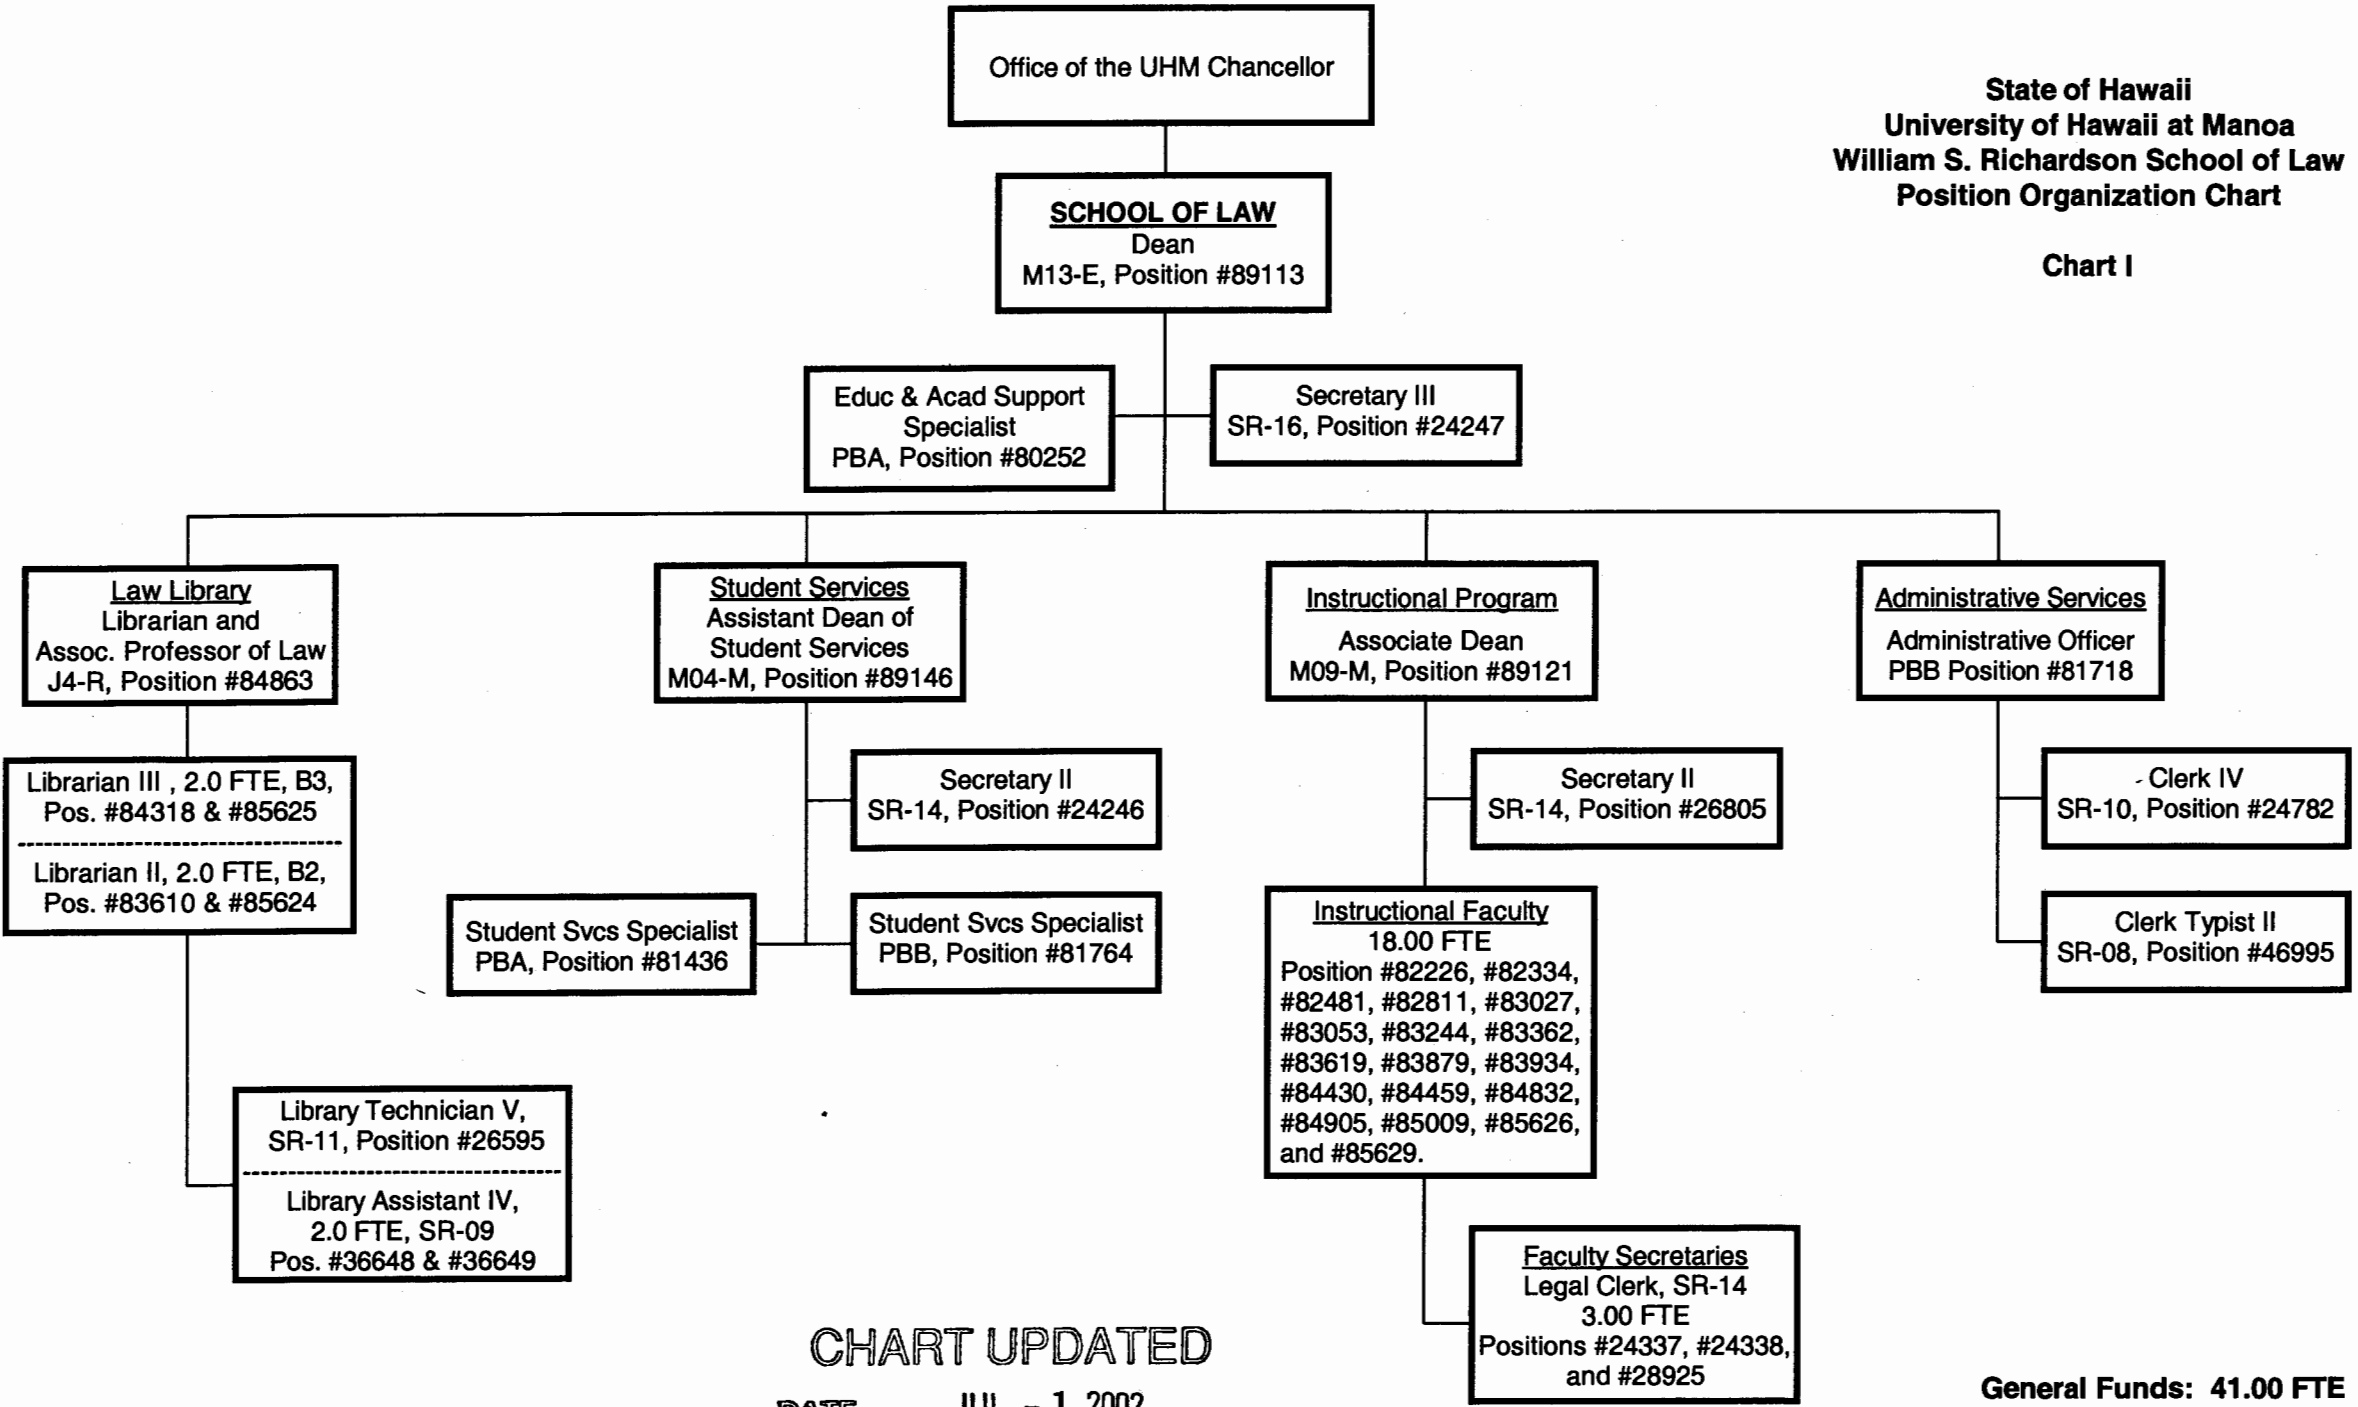 Office of the UHM Chancellor
State of Hawaii
University of Hawaii at Manoa
William S. Richardson School of Law
Position Organization Chart
Chart I
SCHOOL OF LAW
Dean
M13-E, Position #89113
Educ & Acad Support
Specialist
PBA, Position #80252
Secretary III
SR-16, Position #24247
Law Library
Librarian and
Assoc. Professor of Law
J4-R, Position #84863
Student Services
Assistant Dean of
Student Services
M04-M, Position #89146
Instructional Program
Associate Dean
M09-M, Position #89121
Administrative Services
Administrative Officer
PBB Position #81718
Librarian III , 2.0 FTE, B3,
Pos. #84318 & #85625
Librarian II, 2.0 FTE, B2,
Pos. #83610 & #85624
Secretary II
SR-14, Position #24246
Secretary II
SR-14, Position #26805
Clerk IV
SR-10, Position #24782
Student Svcs Specialist
PBA, Position #81436
Student Svcs Specialist
PBB, Position #81764
Instructional Faculty
18.00 FTE
Position #82226, #82334,
#82481, #82811, #83027,
#83053, #83244, #83362,
#83619, #83879, #83934,
#84430, #84459, #84832,
#84905, #85009, #85626,
and #85629.
Clerk Typist II
SR-08, Position #46995
Library Technician V,
SR-11, Position #26595
Library Assistant IV,
2.0 FTE, SR-09
Pos. #36648 & #36649
Faculty Secretaries
Legal Clerk, SR-14
3.00 FTE
Positions #24337, #24338,
and #28925
CHART UPDATED
DATE JUL - 1 2002
General Funds: 41.00 FTE